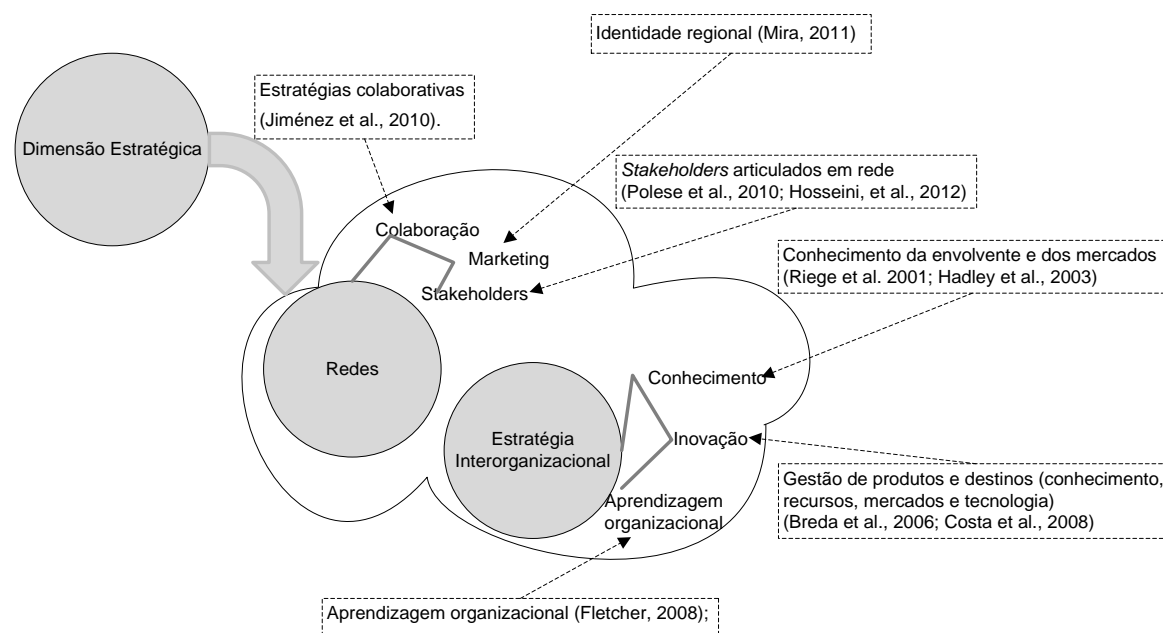 Identidade regional (Mira, 2011)
Estratégias colaborativas
(Jiménez et al., 2010).
Dimensão Estratégica
Stakeholders articulados em rede
(Polese et al., 2010; Hosseini, et al., 2012)
Colaboração
Marketing
Stakeholders
Conhecimento da envolvente e dos mercados
(Riege et al. 2001; Hadley et al., 2003)
Redes
Conhecimento
Estratégia
Interorganizacional
Inovação
Gestão de produtos e destinos (conhecimento,
recursos, mercados e tecnologia)
(Breda et al., 2006; Costa et al., 2008)
Aprendizagem
organizacional
Aprendizagem organizacional (Fletcher, 2008);